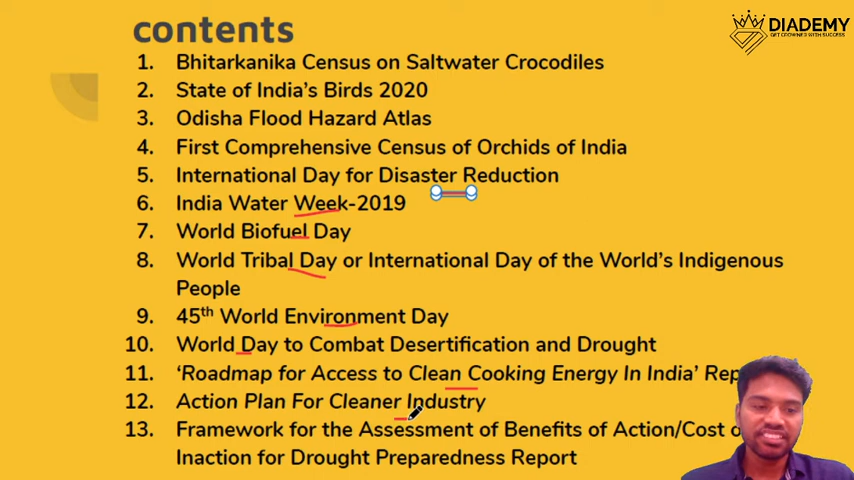 contents
DIADEMY
GET CROWNED WITH SUCCESS
1. Bhitarkanika Census on Saltwater Crocodiles
2. State of India's Birds 2020
3. Odisha Flood Hazard Atlas
4. First Comprehensive Census of Orchids of India
5. International Day for Disaster Reduction
6. India Water Week-2019
7. World Biofuel Day
8. World Tribal Day or International Day of the World's Indigenous
People
9. 45th World Environment Day
10. World Day to Combat Desertification and Drought
11. 'Roadmap for Access to Clean Cooking Energy In India'
12. Action Plan For Cleaner Industry
13. Framework for the Assessment of Benefits of Action/Cost
Inaction for Drought Preparedness Report